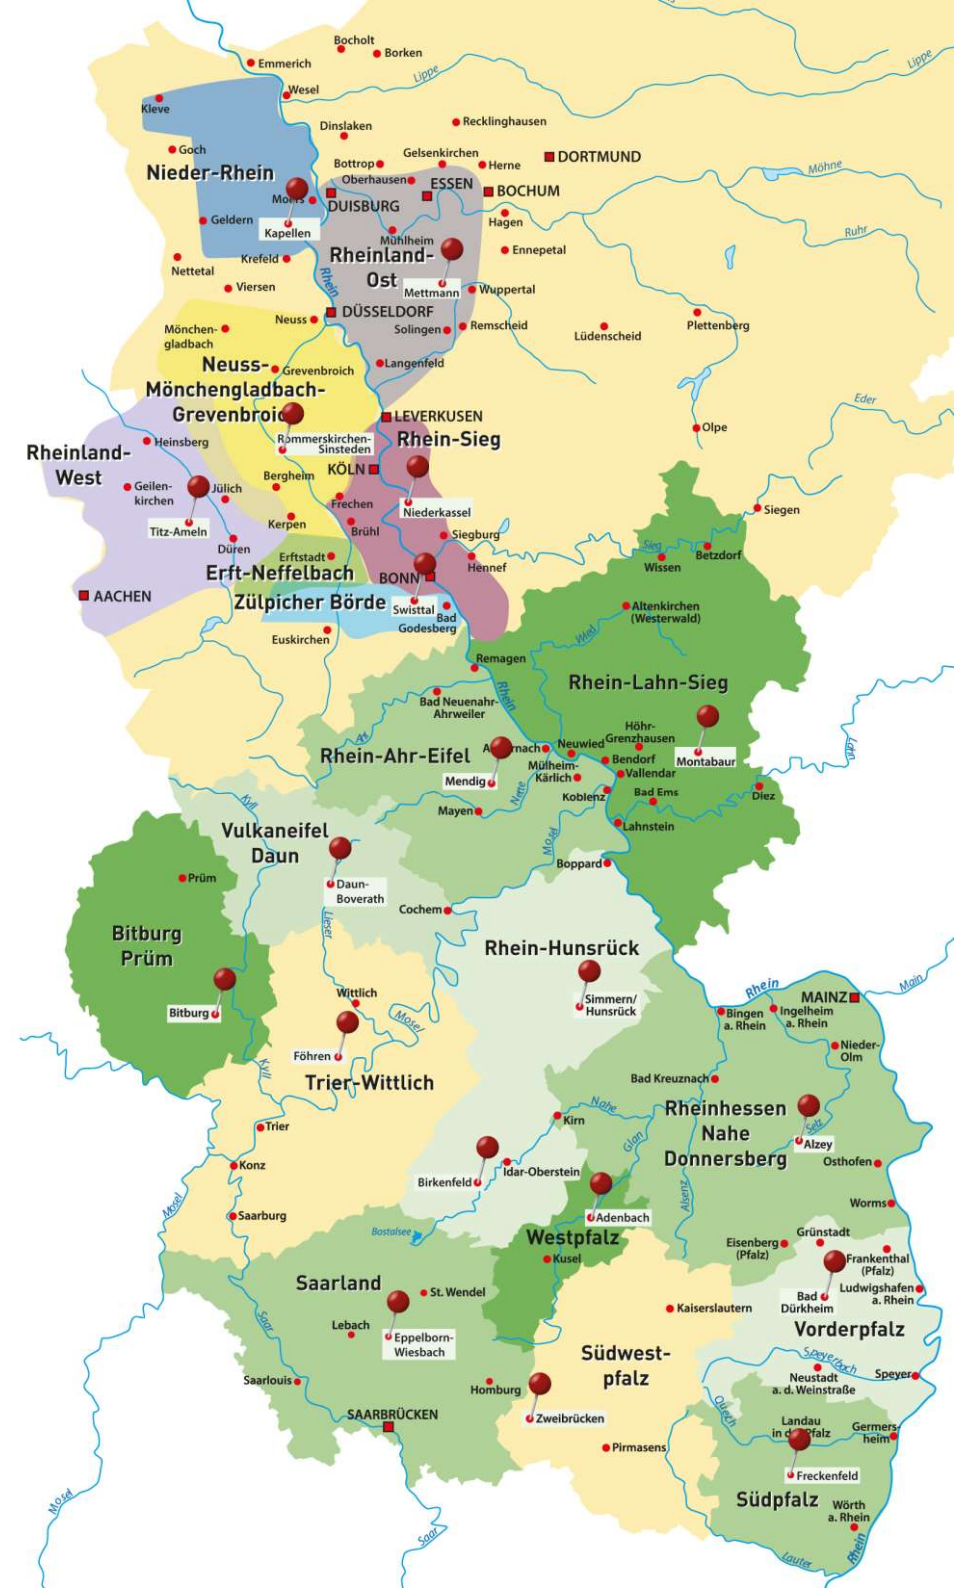 Bocholt
Borken
Emmerich
Lippe
Lippe
Wesel
Kleve
Recklinghausen
Dinslaken
Goch
Gelsenkirchen
Bottrop
Herne
DORTMUND
Möhne
Nieder-Rhein
Oberhausen
ESSEN
BOCHUM
Moers
DUISBURG
Hagen
Geldern
Kapellen
Ruhr
Mühlheim
Rheinland-
Ost
Ennepetal
Krefeld
Nettetal
Rhein
Viersen
Mettmann
Wuppertal
DÜSSELDORF
Neuss
Mönchen-
gladbach
Solingen
Remscheid
Lüdenscheid
Plettenberg
Neuss-
Mönchengladbach-
Grevenbroich
Grevenbroich
Langenfeld
Eder
LEVERKUSEN
Olpe
Rommerskirchen-
Sinsteden
Rhein-Sieg
Heinsberg
Rheinland-
West
KÖLN
Bergheim
Geilen-
kirchen
Jülich
Frechen
Niederkassel
Siegen
Titz-Ameln
Kerpen
Brühl
Siegburg
Düren
Sieg
Betzdorf
Erftstadt
Wissen
Hennef
Erft-Neffelbach
BONN
AACHEN
Zülpicher Börde
Swisttal
Bad
Godesberg
Altenkirchen
(Westerwald)
Euskirchen
Wied
Remagen
Rhein-Lahn-Sieg
Rhein
Bad Neuenahr-
Ahrweiler
Höhr-
Grenzhausen
Ahr
Rhein-Ahr-Eifel
Andernach
Neuwied
Lahn
Bendorf
Montabaur
Mülheim-
Kärlich
Vallendar
Mendig
Nette
Koblenz
Bad Ems
Diez
Kyll
Mayen
Lahnstein
Vulkaneifel
Daun
Mosel
Boppard
Prüm
Daun-
Boverath
Cochem
Lieser
Bitburg
Prüm
Rhein-Hunsrück
Rhein
Main
Wittlich
MAINZ
Simmern/
Hunsrück
Bitburg
Mosel
Bingen
a. Rhein
Ingelheim
a. Rhein
Föhren
Nieder-
Olm
Kyll
Trier-Wittlich
Bad Kreuznach
Nahe
Rheinhessen
Nahe
Donnersberg
Kirn
Trier
Selz
Glan
Alzey
Konz
Idar-Oberstein
Osthofen
Birkenfeld
Mosel
Alsenz
Worms
Saarburg
Adenbach
Bostalsee
Westpfalz
Grünstadt
Eisenberg
(Pfalz)
Kusel
Frankenthal
(Pfalz)
Saarland
St. Wendel
Ludwigshafen
a. Rhein
Bad
Dürkheim
Kaiserslautern
Saar
Lebach
Eppelborn-
Wiesbach
Vorderpfalz
Südwest-
pfalz
Speyerbach
Saarlouis
Neustadt
a. d. Weinstraße
Speyer
Homburg
Queich
SAARBRÜCKEN
Zweibrücken
Landau
in der Pfalz
Germers-
heim
Pirmasens
Freckenfeld
Mosel
Südpfalz
Wörth
a. Rhein
Saar
Rhein
Lauter